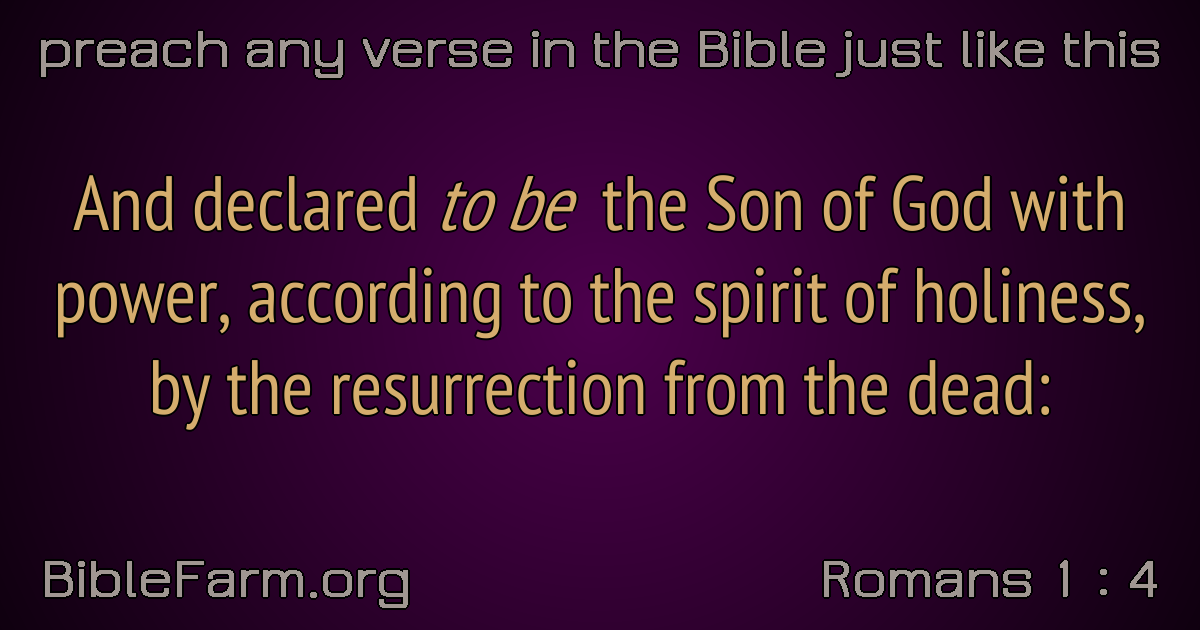 preach any verse in the Bible just like this
And declared to be the Son of God with
power, according to the spirit of holiness,
by the resurrection from the dead:
BibleFarm.org
Romans 1 : 4